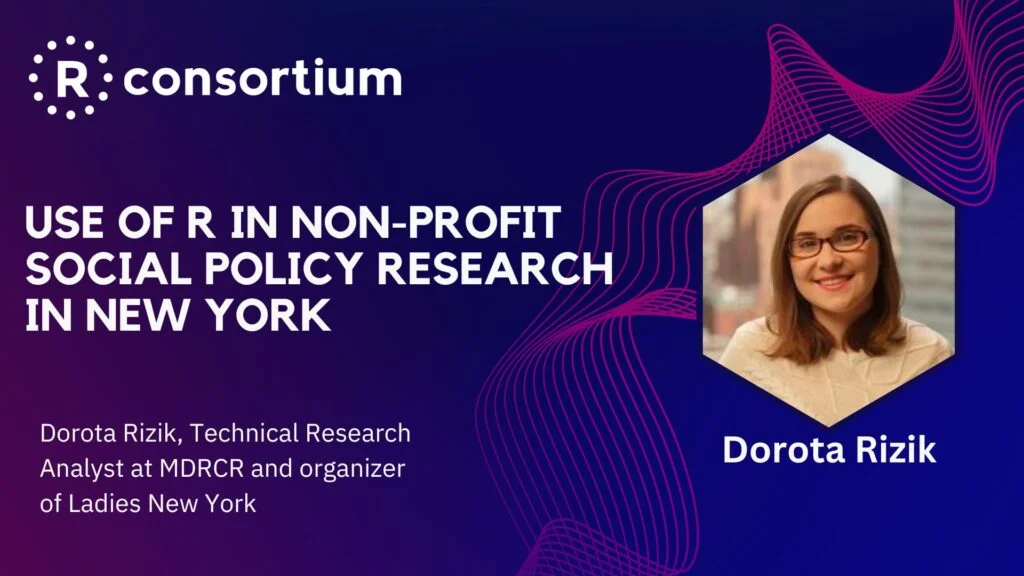 R consortium
USE OF R IN NON-PROFIT
SOCIAL POLICY RESEARCH
IN NEW YORK
Dorota Rizik, Technical Research
Analyst at MDRCR and organizer
of Ladies New York
Dorota Rizik